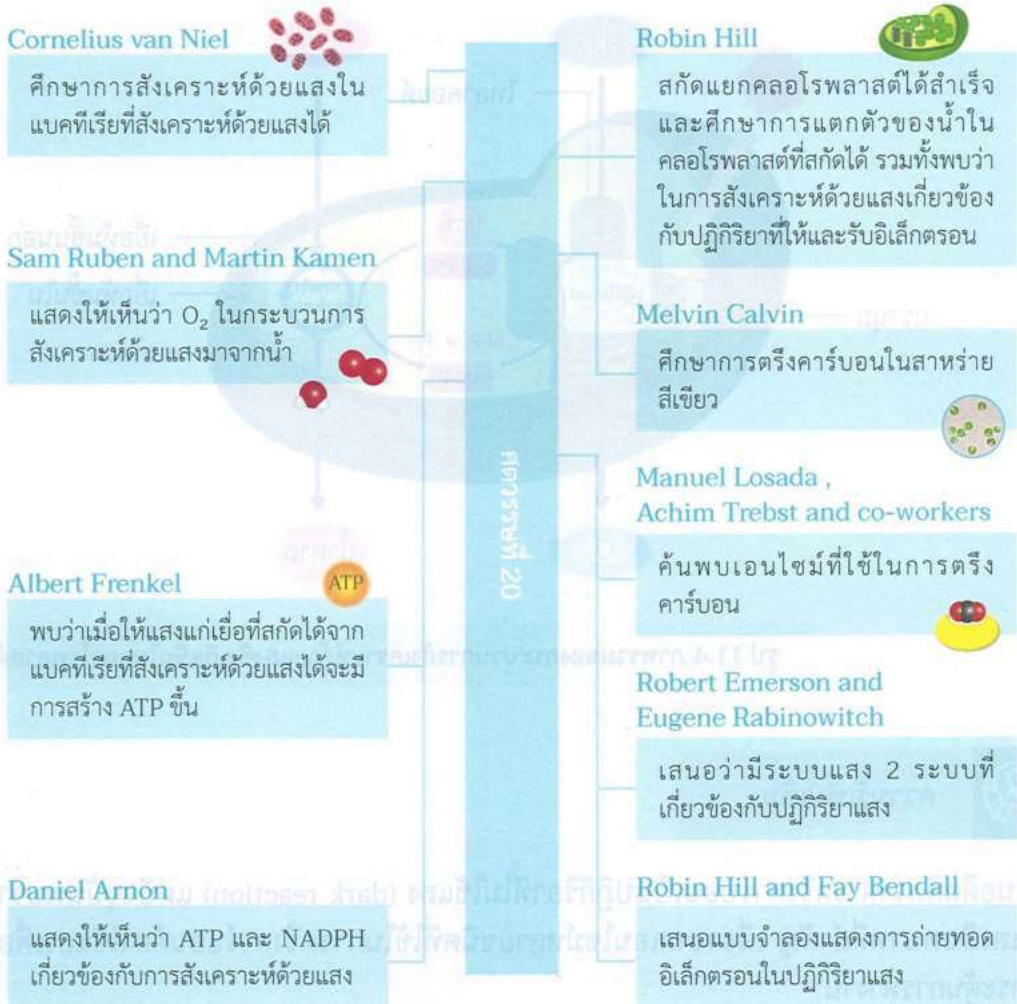 Cornelius van Niel
ศึกษาการสังเคราะห์ด้วยแสงใน
แบคทีเรียที่สังเคราะห์ด้วยแสงได้
Sam Ruben and Martin Kamen
แสดงให้เห็นว่า O₂ ในกระบวนการ
สังเคราะห์ด้วยแสงมาจากน้ำ
Albert Frenkel
ATP
พบว่าเมื่อให้แสงแก่เยื่อที่สกัดได้จาก
แบคทีเรียที่สังเคราะห์ด้วยแสงได้จะมี
การสร้าง ATP ขึ้น
Daniel Arnon
แสดงให้เห็นว่า ATP และ NADPH
เกี่ยวข้องกับการสังเคราะห์ด้วยแสง
ศตวรรษที่ 20
Robin Hill
สกัดแยกคลอโรพลาสต์ได้สำเร็จ
และศึกษาการแตกตัวของน้ำใน
คลอโรพลาสต์ที่สกัดได้ รวมทั้งพบว่า
ในการสังเคราะห์ด้วยแสงเกี่ยวข้อง
กับปฏิกิริยาที่ให้และรับอิเล็กตรอน
Melvin Calvin
ศึกษาการตรึงคาร์บอนในสาหร่าย
สีเขียว
Manuel Losada ,
Achim Trebst and co-workers
ค้นพบเอนไซม์ที่ใช้ในการตรึง
คาร์บอน
Robert Emerson and
Eugene Rabinowitch
เสนอว่ามีระบบแสง 2 ระบบที่
เกี่ยวข้องกับปฏิกิริยาแสง
Robin Hill and Fay Bendall
เสนอแบบจำลองแสดงการถ่ายทอด
อิเล็กตรอนในปฏิกิริยาแสง